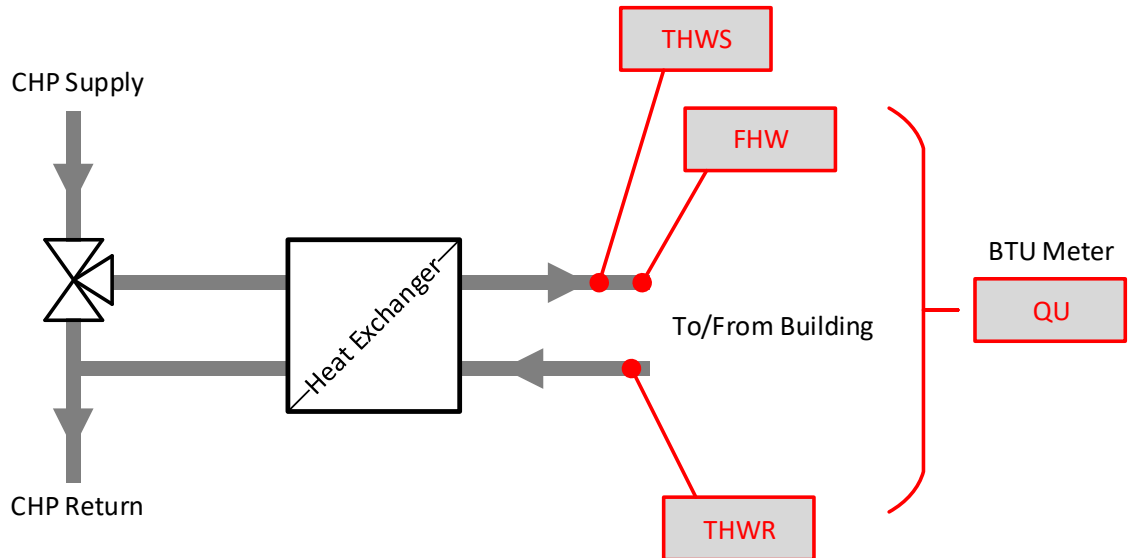 THWS
CHP Supply
FHW
BTU Meter
QU
Heat Exchanger
To/From Building
CHP Return
THWR